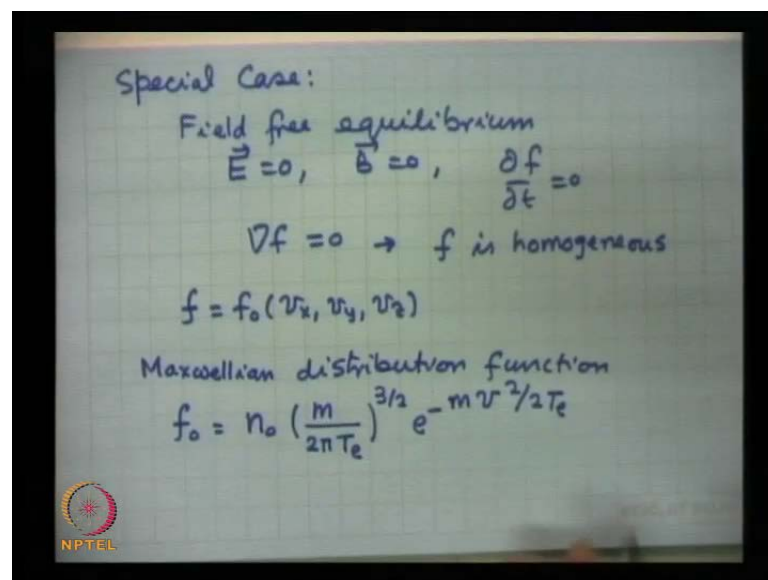 Special Case:
Field free equilibrium
E⃗ = 0, B⃗ = 0, ∂f/∂t = 0
∇f = 0 → f is homogeneous
f = f₀(vₓ, v_y, v_z)
Maxwellian distribution function
f₀ = n₀ (m/2πTₑ)^3/2 e^-mv²/2Tₑ
NPTEL